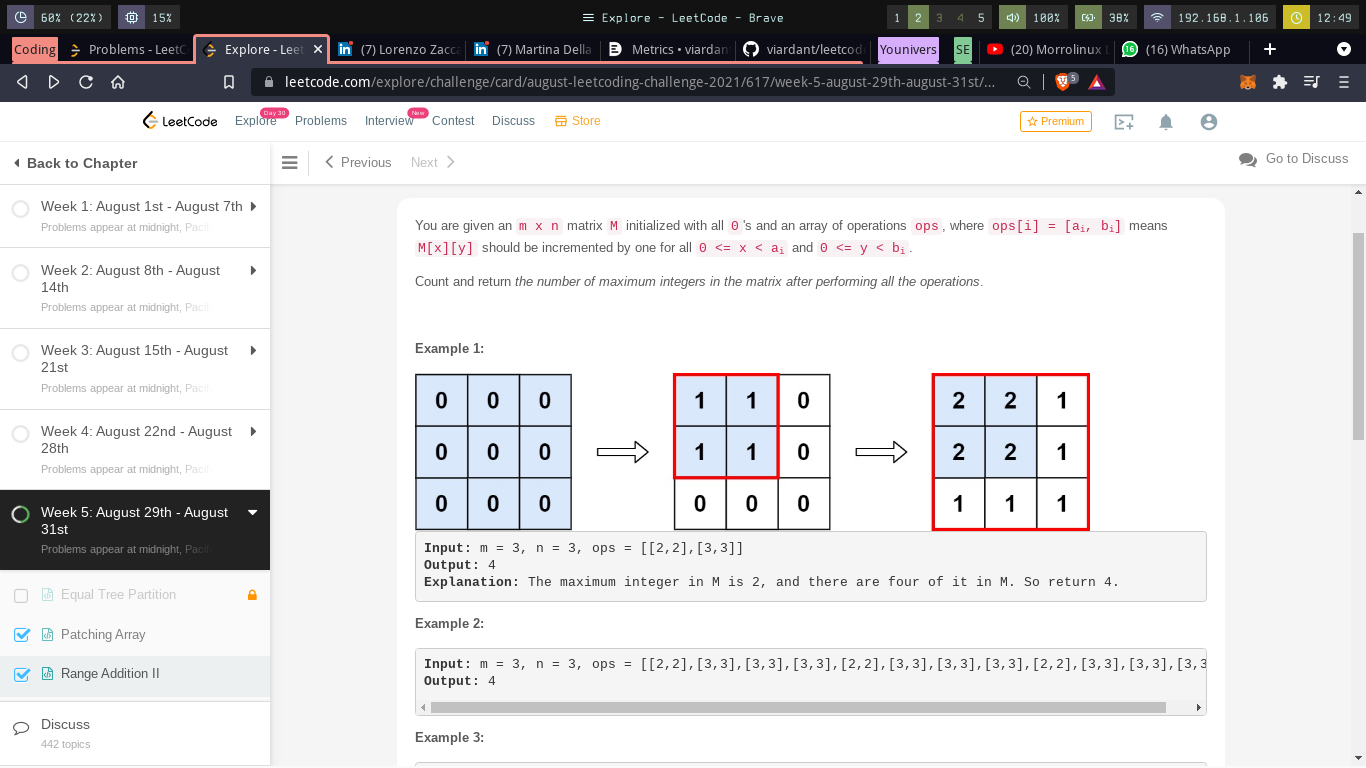 60% (22%) 15% Explore - LeetCode - Brave 1 2 3 4 5 100% 38% 192.168.1.106 12:49
Coding Problems - LeetC Explore - Leet (7) Lorenzo Zacca (7) Martina Della Metrics • viardan viardant/leetcod Younivers SE (20) Morrolinux (16) WhatsApp
leetcode.com/explore/challenge/card/august-leetcoding-challenge-2021/617/week-5-august-29th-august-31st/... 5
LeetCode Explore Day 30 Problems Interview New Contest Discuss Store Premium
Back to Chapter
Previous Next Go to Discuss
Week 1: August 1st - August 7th
Problems appear at midnight, Pacif
Week 2: August 8th - August
14th
Problems appear at midnight, Pacif
Week 3: August 15th - August
21st
Problems appear at midnight, Pacif
Week 4: August 22nd - August
28th
Problems appear at midnight, Pacif
Week 5: August 29th - August
31st
Problems appear at midnight, Pacif
Equal Tree Partition
Patching Array
Range Addition II
Discuss
442 topics
You are given an m x n matrix M initialized with all 0 's and an array of operations ops, where ops[i] = [ai, bi] means
M[x][y] should be incremented by one for all 0 <= x < ai and 0 <= y < bi.
Count and return the number of maximum integers in the matrix after performing all the operations.
Example 1:
0 0 0 1 1 0 2 2 1
0 0 0 1 1 0 2 2 1
0 0 0 0 0 0 1 1 1
Input: m = 3, n = 3, ops = [[2,2],[3,3]]
Output: 4
Explanation: The maximum integer in M is 2, and there are four of it in M. So return 4.
Example 2:
Input: m = 3, n = 3, ops = [[2,2],[3,3],[3,3],[3,3],[2,2],[3,3],[3,3],[3,3],[2,2],[3,3],[3,3],[3,3
Output: 4
Example 3: